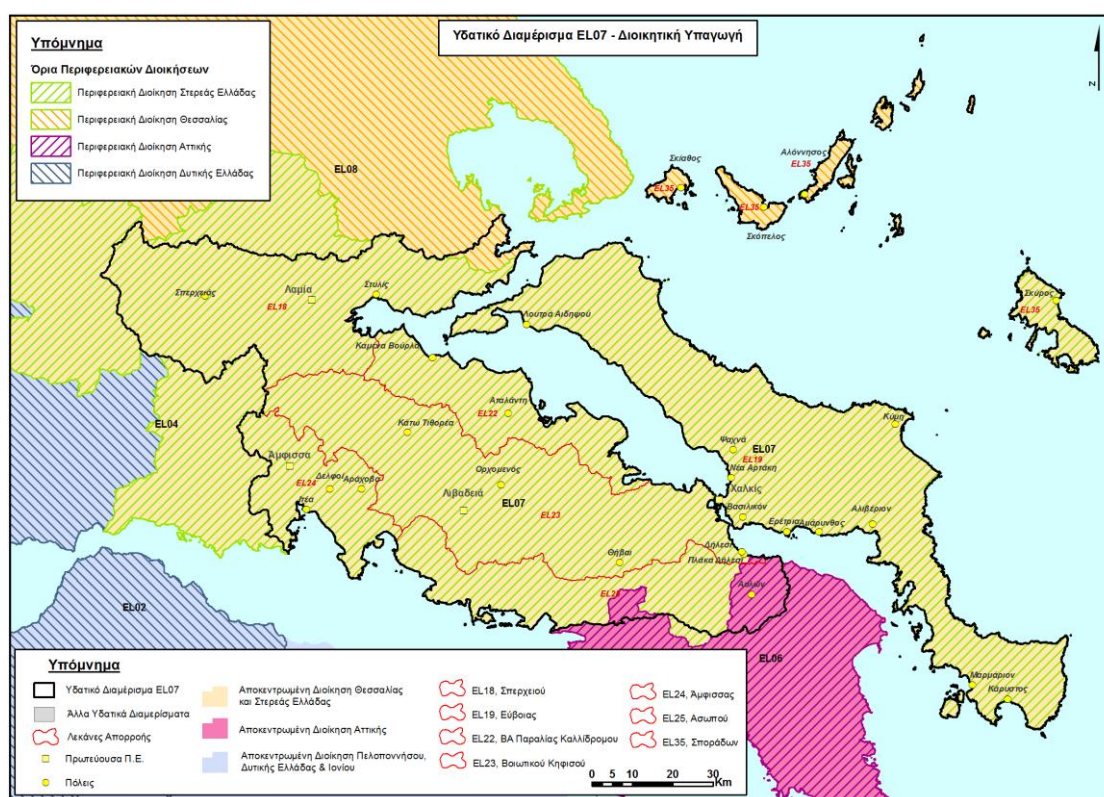 Υδατικό Διαμέρισμα EL07 - Διοικητική Υπαγωγή
Υπόμνημα
Όρια Περιφερειακών Διοικήσεων
Περιφερειακή Διοίκηση Στερεάς Ελλάδας
Περιφερειακή Διοίκηση Θεσσαλίας
Περιφερειακή Διοίκηση Αττικής
Περιφερειακή Διοίκηση Δυτικής Ελλάδας
Z
EL08
Σκίαθος
EL35
Αλόννησος
EL35
EL35
Σκόπελος
Σκύρος
EL35
Σπερχειάς
Λαμία
EL18
Στυλίς
Λουτρα Αιδηψού
Καμένα Βούρλα
EL04
Αταλάντη
EL22
Κάτω Τιθορέα
Κύμη
Ψαχνά
EL07
EL19
Νέα Αρτάκη
Χαλκίς
Βασιλικόν
Άμφισσα
Δελφοί
EL24
Αράχοβα
Ιτέα
Ορχομενός
Λιβαδειά
EL07
EL23
Αλιβέριον
Ερέτρια
Αμάρυνθος
Δήλεσι
Πλάκα Δήλεσι
Θήβαι
EL25
Αυλών
EL02
EL06
Μαρμαριον
Κάρυστος
Υπόμνημα
Υδατικό Διαμέρισμα EL07
Άλλα Υδατικά Διαμερίσματα
Λεκάνες Απορροής
Πρωτεύουσα Π.Ε.
Πόλεις
Αποκεντρωμένη Διοίκηση Θεσσαλίας
και Στερεάς Ελλάδας
Αποκεντρωμένη Διοίκηση Αττικής
Αποκεντρωμένη Διοίκηση Πελοποννήσου,
Δυτικής Ελλάδας & Ιονίου
EL18, Σπερχειού
EL19, Εύβοιας
EL22, ΒΑ Παραλίας Καλλίδρομου
EL23, Βοιωτικού Κηφισού
EL24, Άμφισσας
EL25, Ασωπού
EL35, Σποράδων
0 5 10 20 30
Km